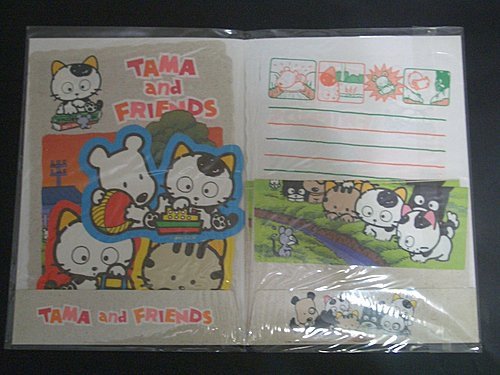 TAMA
and
FRIENDS
TAMA and FRIENDS